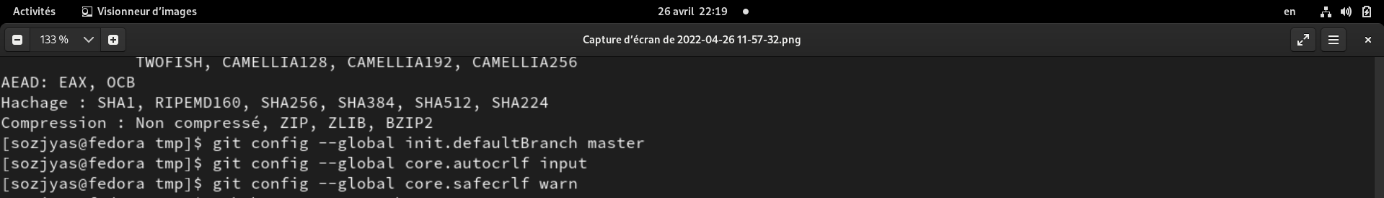 Activités Visionneur d'images 26 avril 22:19 en
133 % Capture d'écran de 2022-04-26 11-57-32.png
TWOFISH, CAMELLIA128, CAMELLIA192, CAMELLIA256
AEAD: EAX, OCB
Hachage : SHA1, RIPEMD160, SHA256, SHA384, SHA512, SHA224
Compression : Non compressé, ZIP, ZLIB, BZIP2
[sozjyas@fedora tmp]$ git config --global init.defaultBranch master
[sozjyas@fedora tmp]$ git config --global core.autocrlf input
[sozjyas@fedora tmp]$ git config --global core.safecrlf warn